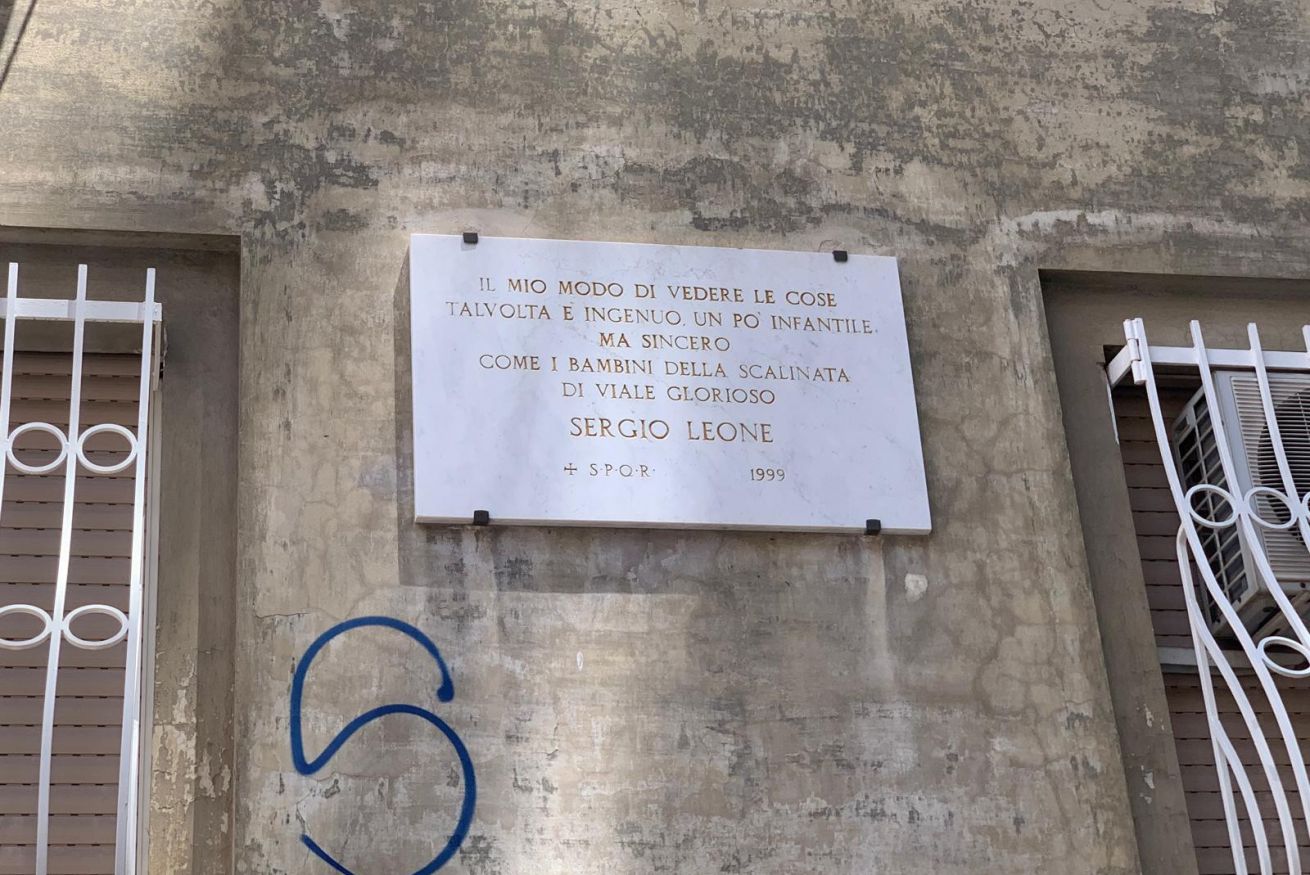 IL MIO MODO DI VEDERE LE COSE
TALVOLTA È INGENUO, UN PO' INFANTILE,
MA SINCERO
COME I BAMBINI DELLA SCALINATA
DI VIALE GLORIOSO
SERGIO LEONE
✢ S·P·Q·R· 1999